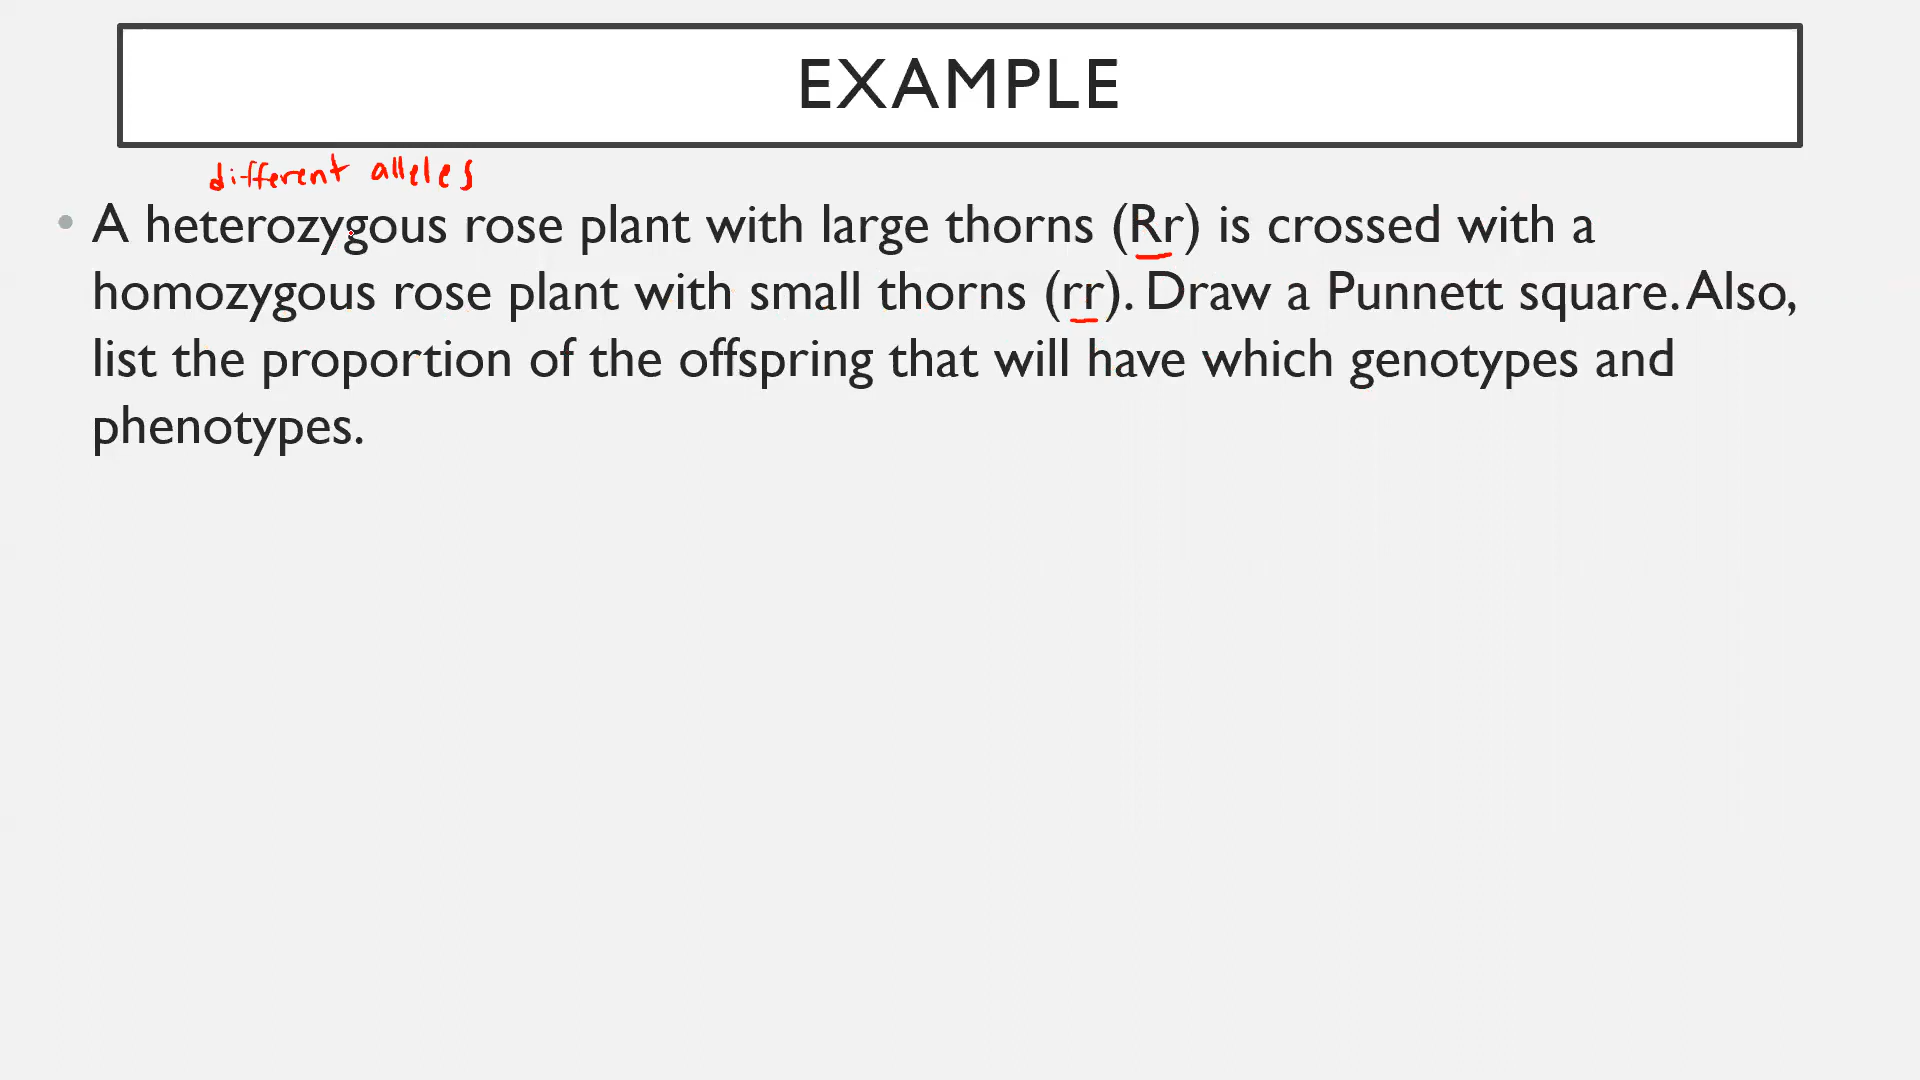 EXAMPLE
different alleles
• A heterozygous rose plant with large thorns (Rr) is crossed with a
homozygous rose plant with small thorns (rr). Draw a Punnett square. Also,
list the proportion of the offspring that will have which genotypes and
phenotypes.